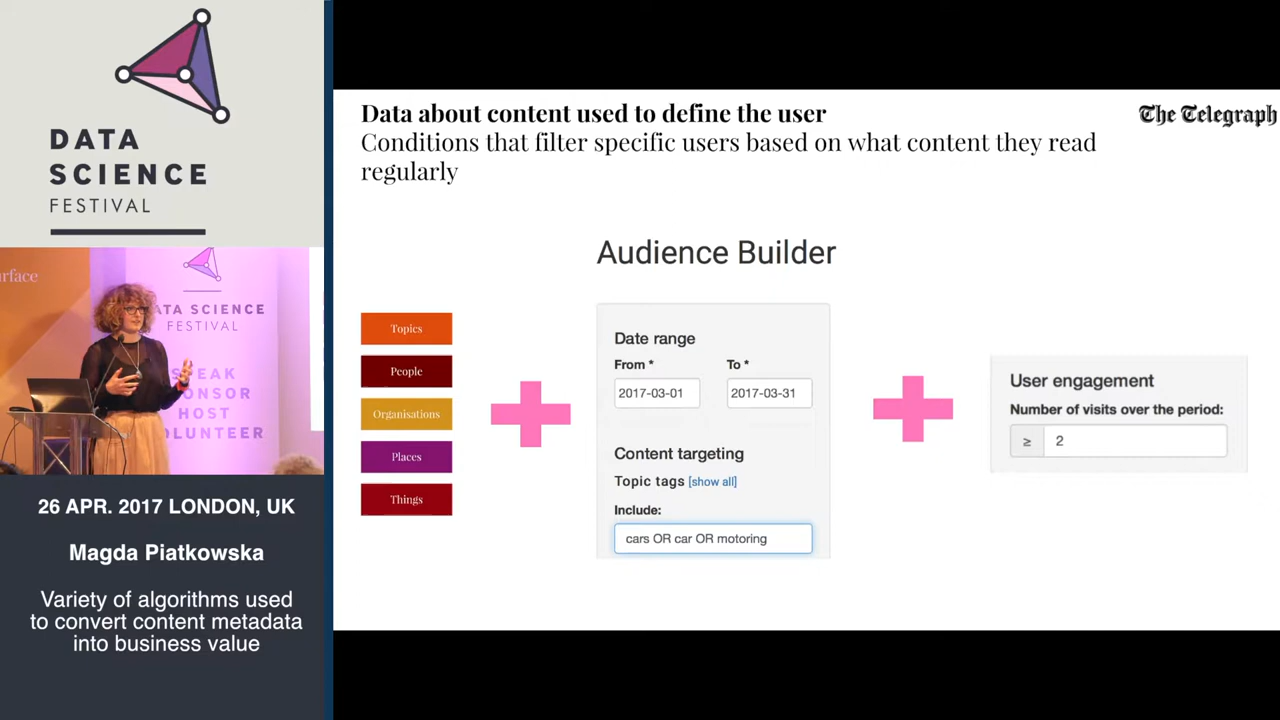 DATA
SCIENCE
FESTIVAL
rface
DATA SCIENCE
FESTIVAL
SPEAK
SPONSOR
HOST
VOLUNTEER
26 APR. 2017 LONDON, UK
Magda Piatkowska
Variety of algorithms used
to convert content metadata
into business value
Data about content used to define the user
The Telegraph
Conditions that filter specific users based on what content they read
regularly
Audience Builder
Topics
People
Organisations
Places
Things
Date range
From * To *
2017-03-01 2017-03-31
Content targeting
Topic tags [show all]
Include:
cars OR car OR motoring
User engagement
Number of visits over the period:
≥ 2